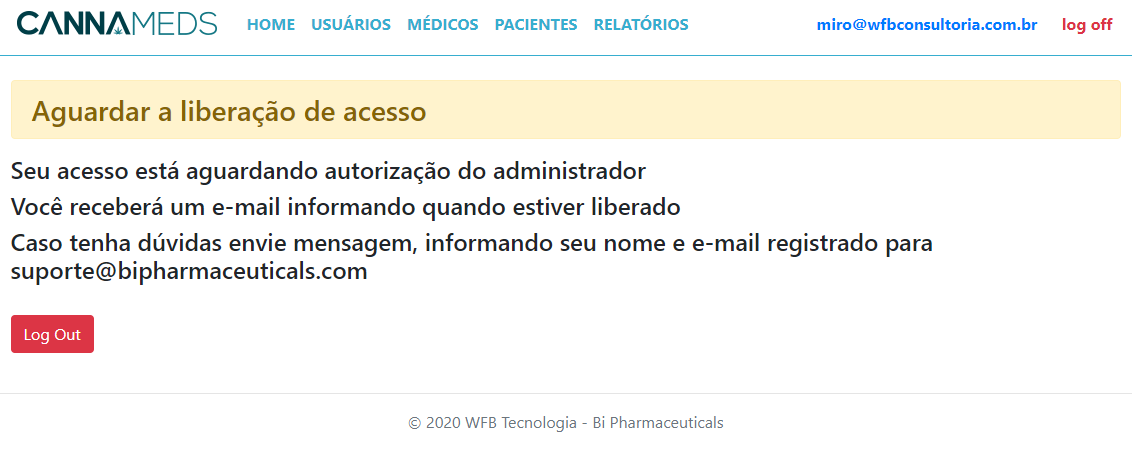 CANNAMEDS HOME USUÁRIOS MÉDICOS PACIENTES RELATÓRIOS miro@wfbconsultoria.com.br log off
Aguardar a liberação de acesso
Seu acesso está aguardando autorização do administrador
Você receberá um e-mail informando quando estiver liberado
Caso tenha dúvidas envie mensagem, informando seu nome e e-mail registrado para
suporte@bipharmaceuticals.com
Log Out
© 2020 WFB Tecnologia - Bi Pharmaceuticals